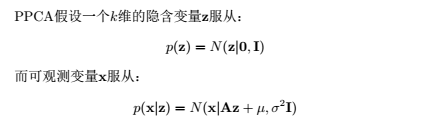 PPCA假设一个k维的隐含变量z服从：
p(z) = N(z|0, I)
而可观测变量x服从：
p(x|z) = N(x|Az + μ, σ²I)